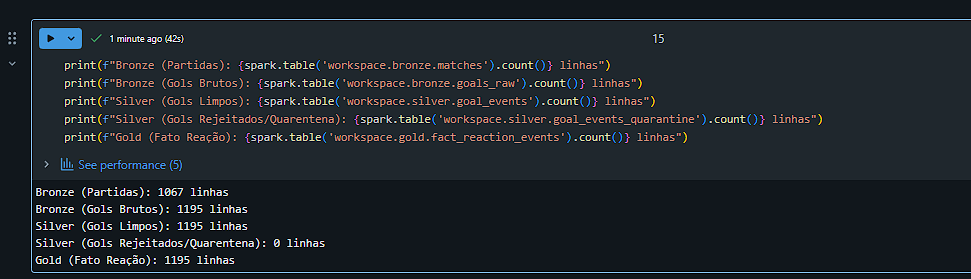 1 minute ago (42s)
15
print(f"Bronze (Partidas): {spark.table('workspace.bronze.matches').count()} linhas")
print(f"Bronze (Gols Brutos): {spark.table('workspace.bronze.goals_raw').count()} linhas")
print(f"Silver (Gols Limpos): {spark.table('workspace.silver.goal_events').count()} linhas")
print(f"Silver (Gols Rejeitados/Quarentena): {spark.table('workspace.silver.goal_events_quarantine').count()} linhas")
print(f"Gold (Fato Reação): {spark.table('workspace.gold.fact_reaction_events').count()} linhas")
See performance (5)
Bronze (Partidas): 1067 linhas
Bronze (Gols Brutos): 1195 linhas
Silver (Gols Limpos): 1195 linhas
Silver (Gols Rejeitados/Quarentena): 0 linhas
Gold (Fato Reação): 1195 linhas